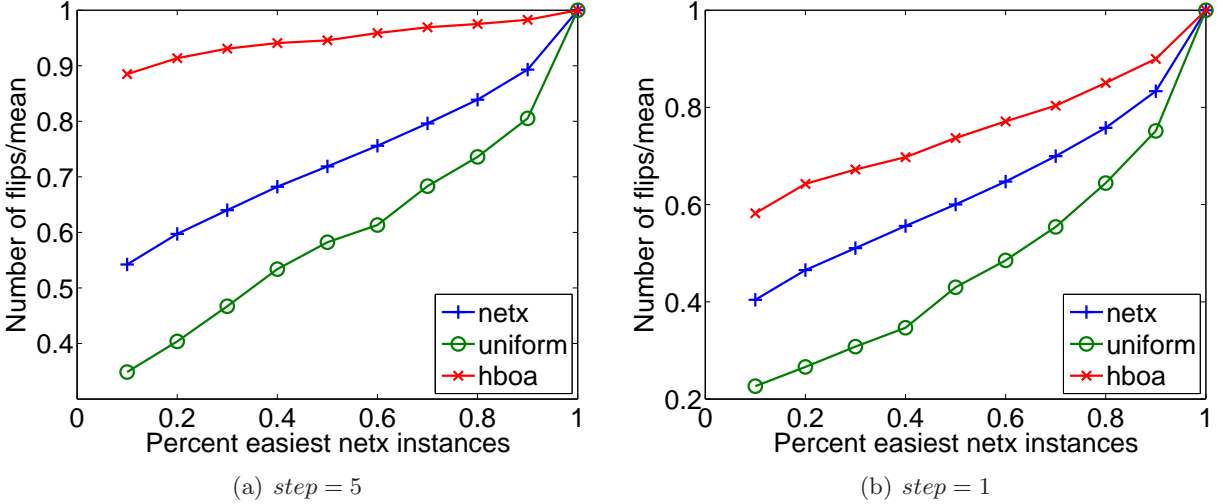 1
0.9
0.8
0.7
0.6
0.5
0.4
0 0.2 0.4 0.6 0.8 1
Number of flips/mean
Percent easiest netx instances
netx
uniform
hboa
(a) step = 5
1
0.8
0.6
0.4
0.2
0 0.2 0.4 0.6 0.8 1
Number of flips/mean
Percent easiest netx instances
netx
uniform
hboa
(b) step = 1